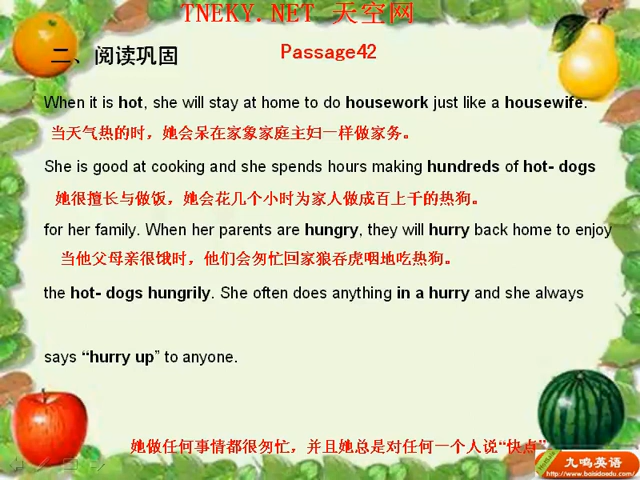 TNEKY.NET 天空网
二、阅读巩固
Passage42
When it is hot, she will stay at home to do housework just like a housewife.
当天气热的时，她会呆在家象家庭主妇一样做家务。
She is good at cooking and she spends hours making hundreds of hot- dogs
她很擅长与做饭，她会花几个小时为家人做成百上千的热狗。
for her family. When her parents are hungry, they will hurry back home to enjoy
当他父母亲很饿时，他们会匆忙回家狼吞虎咽地吃热狗。
the hot- dogs hungrily. She often does anything in a hurry and she always
says “hurry up” to anyone.
她做任何事情都很匆忙，并且她总是对任何一个人说“快点”
九鸣英语